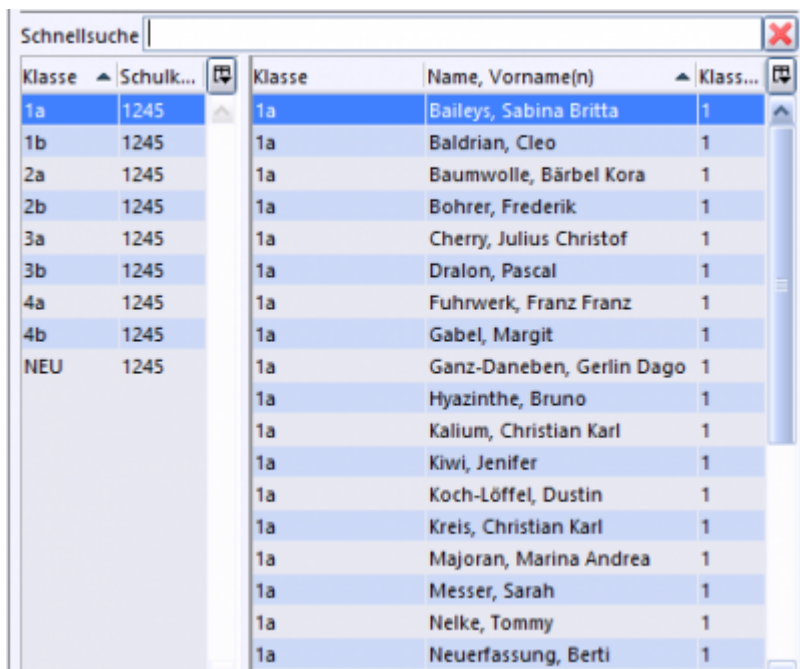 Schnellsuche
Klasse Schulk...
1a 1245
1b 1245
2a 1245
2b 1245
3a 1245
3b 1245
4a 1245
4b 1245
NEU 1245
Klasse Name, Vorname(n) Klass...
1a Baileys, Sabina Britta 1
1a Baldrian, Cleo 1
1a Baumwolle, Bärbel Kora 1
1a Bohrer, Frederik 1
1a Cherry, Julius Christof 1
1a Dralon, Pascal 1
1a Fuhrwerk, Franz Franz 1
1a Gabel, Margit 1
1a Ganz-Daneben, Gerlin Dago 1
1a Hyazinthe, Bruno 1
1a Kalium, Christian Karl 1
1a Kiwi, Jenifer 1
1a Koch-Löffel, Dustin 1
1a Kreis, Christian Karl 1
1a Majoran, Marina Andrea 1
1a Messer, Sarah 1
1a Nelke, Tommy 1
1a Neuerfassung, Berti 1